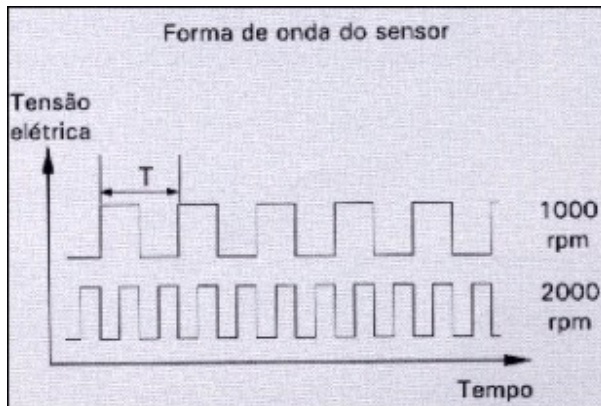 Forma de onda do sensor
Tensão
elétrica
T
1000
rpm
2000
rpm
Tempo